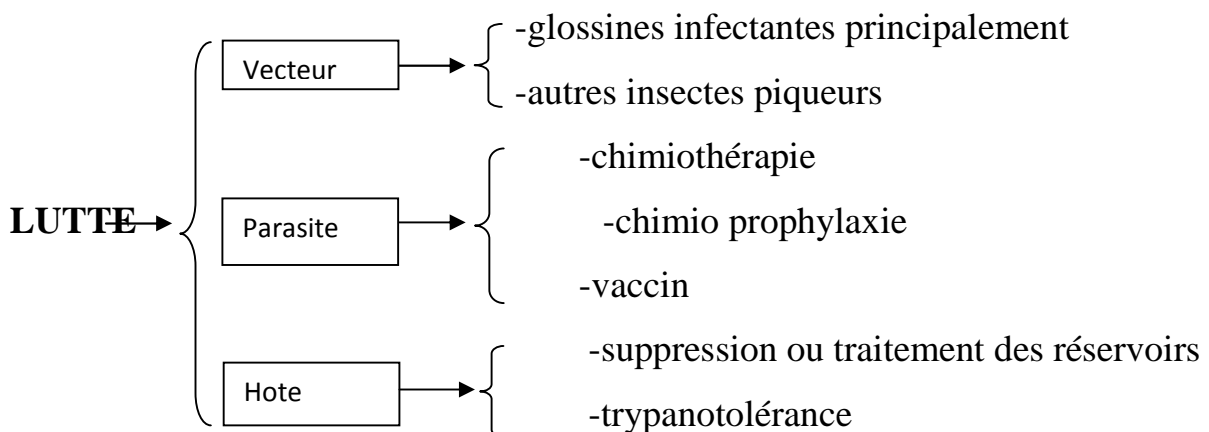 LUTTE
Vecteur
-glossines infectantes principalement
-autres insectes piqueurs
Parasite
-chimiothérapie
-chimio prophylaxie
-vaccin
Hote
-suppression ou traitement des réservoirs
-trypanotolérance